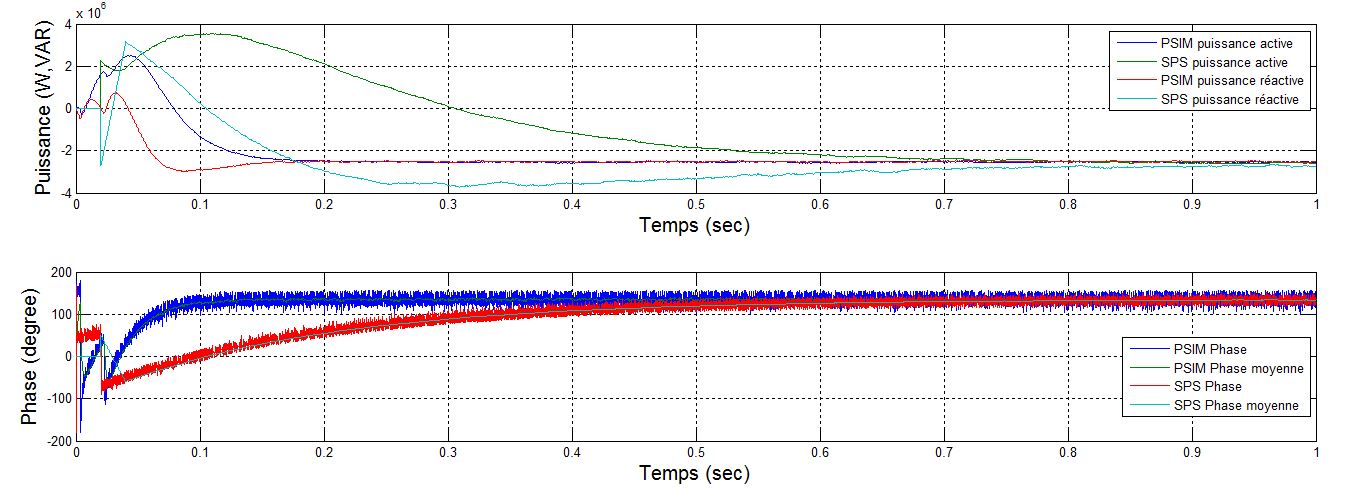 x 10⁶
4
2
0
-2
-4
Puissance (W,VAR)
0 0.1 0.2 0.3 0.4 0.5 0.6 0.7 0.8 0.9 1
Temps (sec)
PSIM puissance active
SPS puissance active
PSIM puissance réactive
SPS puissance réactive
200
100
0
-100
-200
Phase (degree)
0 0.1 0.2 0.3 0.4 0.5 0.6 0.7 0.8 0.9 1
Temps (sec)
PSIM Phase
PSIM Phase moyenne
SPS Phase
SPS Phase moyenne